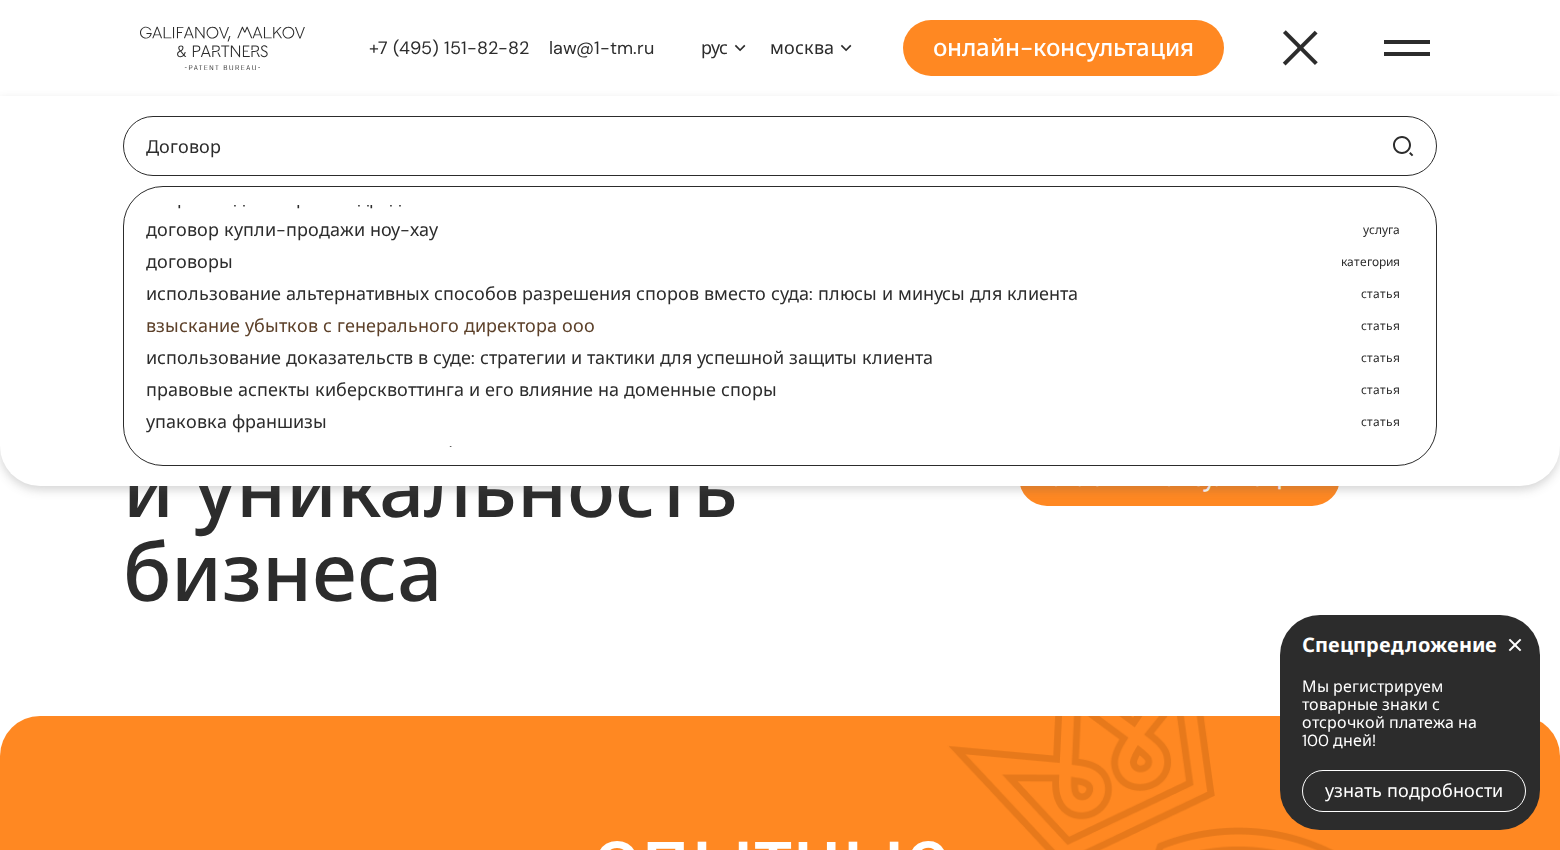 GALIFANOV, MALKOV
& PARTNERS
-PATENT BUREAU-
+7 (495) 151-82-82
law@1-tm.ru
рус
москва
онлайн-консультация
Договор
договор купли-продажи ноу-хау
услуга
договоры
категория
использование альтернативных способов разрешения споров вместо суда: плюсы и минусы для клиента
статья
взыскание убытков с генерального директора ооо
статья
использование доказательств в суде: стратегии и тактики для успешной защиты клиента
статья
правовые аспекты киберсквоттинга и его влияние на доменные споры
статья
упаковка франшизы
статья
и уникальность
бизнеса
Спецпредложение
Мы регистрируем
товарные знаки с
отсрочкой платежа на
100 дней!
узнать подробности
опытные